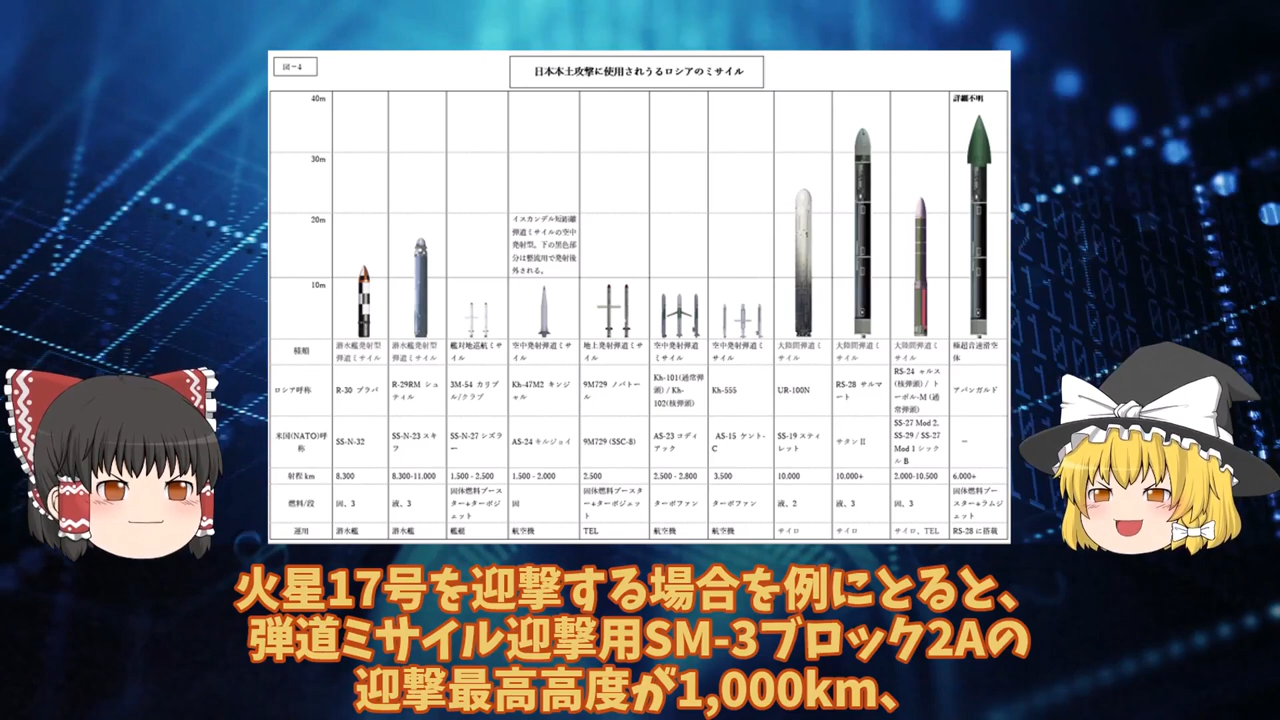 図-4
日本本土攻撃に使用されうるロシアのミサイル
40m
30m
20m
10m
詳細不明
イスカンデル短距離
弾道ミサイルの空中
発射型。下の黒色部
分は整流用で発射後
外される。
種類
潜水艦発射型
弾道ミサイル
潜水艦発射型
弾道ミサイル
艦対地巡航ミサ
イル
空中発射弾道ミ
サイル
地上発射弾道ミサ
イル
空中発射弾道
ミサイル
空中発射弾道ミ
サイル
大陸間弾道ミ
サイル
大陸間弾道ミ
サイル
大陸間弾道ミ
サイル
極超音速滑空
体
ロシア呼称
R-30 ブラバ
R-29RM シュ
ティイル
3M-54 カリブ
ル/クラブ
Kh-47M2 キンジ
ャル
9M729 ノバトー
ル
Kh-101(通常弾
頭) / Kh-
102(核弾頭)
Kh-555
UR-100N
RS-28 サルマ
ート
RS-24 ヤルス
(核弾頭) / ト
ーポル-M (通
常弾頭)
アバンガルド
米国(NATO)呼
称
SS-N-32
SS-N-23 スキ
フ
SS-N-27 シズラ
ー
AS-24 キルジョイ
9M729 (SSC-8)
AS-23 コディ
アック
AS-15 ケント-
C
SS-19 スティ
レット
サタンⅡ
SS-27 Mod 2,
SS-29 / SS-27
Mod 1 シック
ル B
－
射程 km
8.300
8.300-11.000
1,500 - 2.500
1,500 - 2.000
2.500
2.500 - 2.800
3.500
10.000
10.000+
2.000-10.500
6.000+
燃料/段
固、3
液、3
固体燃料ブース
ター+ターボジ
ェット
固
固体燃料ブースタ
ー+ターボジェッ
ト
ターボファン
ターボファン
液、2
液、3
固、3
固体燃料ブー
スター+ラムジ
ェット
運用
潜水艦
潜水艦
艦艇
航空機
TEL
航空機
航空機
サイロ
サイロ
サイロ、TEL
RS-28 に搭載
火星17号を迎撃する場合を例にとると、
弾道ミサイル迎撃用SM-3ブロック2Aの
迎撃最高高度が1,000km、